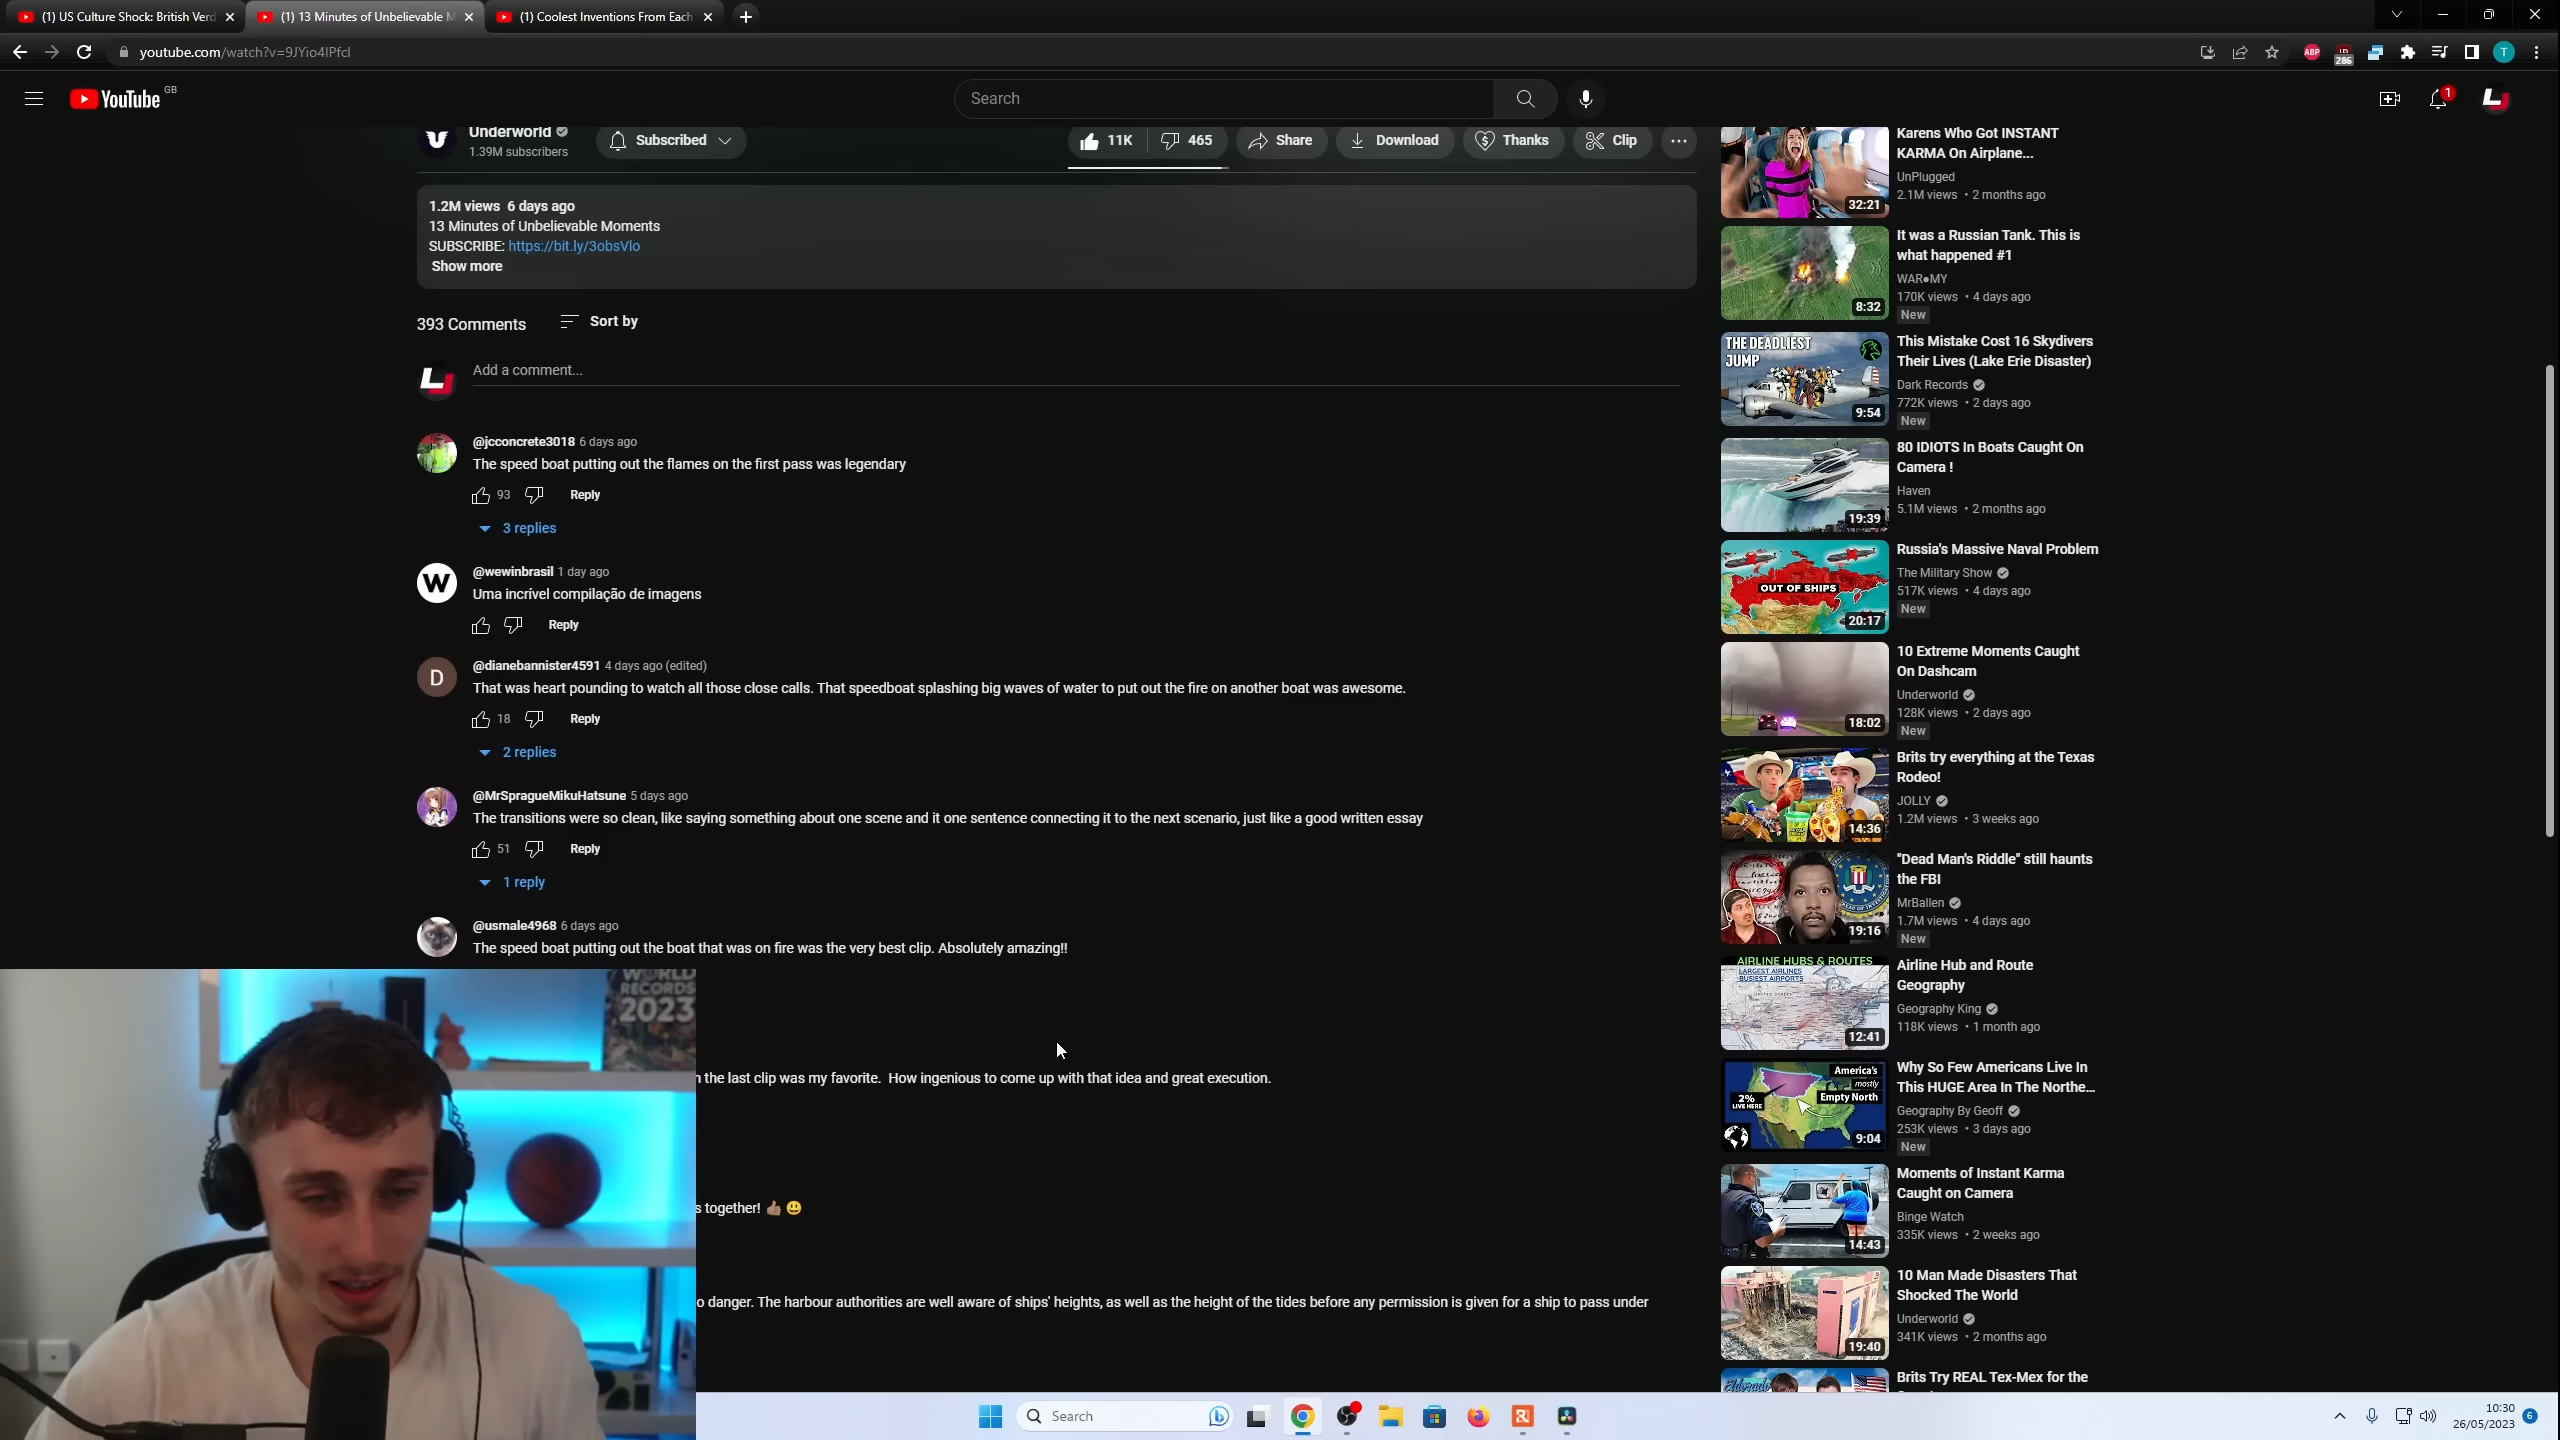 (1) US Culture Shock: British Verd
(1) 13 Minutes of Unbelievable M
(1) Coolest Inventions From Each
youtube.com/watch?v=9JYio4lPfcI
ABP
286
T
YouTube GB
Search
1
Underworld
1.39M subscribers
Subscribed
11K
465
Share
Download
Thanks
Clip
1.2M views 6 days ago
13 Minutes of Unbelievable Moments
SUBSCRIBE: https://bit.ly/3obsVlo
Show more
393 Comments
Sort by
Add a comment...
@jcconcrete3018 6 days ago
The speed boat putting out the flames on the first pass was legendary
93
Reply
3 replies
W
@wewinbrasil 1 day ago
Uma incrível compilação de imagens
Reply
D
@dianebannister4591 4 days ago (edited)
That was heart pounding to watch all those close calls. That speedboat splashing big waves of water to put out the fire on another boat was awesome.
18
Reply
2 replies
@MrSpragueMikuHatsune 5 days ago
The transitions were so clean, like saying something about one scene and it one sentence connecting it to the next scenario, just like a good written essay
51
Reply
1 reply
@usmale4968 6 days ago
The speed boat putting out the boat that was on fire was the very best clip. Absolutely amazing!!
the last clip was my favorite. How ingenious to come up with that idea and great execution.
s together! 👍🏽 😃
o danger. The harbour authorities are well aware of ships' heights, as well as the height of the tides before any permission is given for a ship to pass under
WORLD
RECORDS
2023
32:21
Karens Who Got INSTANT
KARMA On Airplane...
UnPlugged
2.1M views • 2 months ago
8:32
It was a Russian Tank. This is
what happened #1
WAR●MY
170K views • 4 days ago
New
THE DEADLIEST
JUMP
9:54
This Mistake Cost 16 Skydivers
Their Lives (Lake Erie Disaster)
Dark Records
772K views • 2 days ago
New
19:39
80 IDIOTS In Boats Caught On
Camera !
Haven
5.1M views • 2 months ago
OUT OF SHIPS
20:17
Russia's Massive Naval Problem
The Military Show
517K views • 4 days ago
New
18:02
10 Extreme Moments Caught
On Dashcam
Underworld
128K views • 2 days ago
New
14:36
Brits try everything at the Texas
Rodeo!
JOLLY
1.2M views • 3 weeks ago
19:16
"Dead Man's Riddle" still haunts
the FBI
MrBallen
1.7M views • 4 days ago
New
AIRLINE HUBS & ROUTES
LARGEST AIRLINES
BUSIEST AIRPORTS
12:41
Airline Hub and Route
Geography
Geography King
118K views • 1 month ago
America's
mostly
Empty North
2%
LIVE HERE
9:04
Why So Few Americans Live In
This HUGE Area In The Northe...
Geography By Geoff
253K views • 3 days ago
New
14:43
Moments of Instant Karma
Caught on Camera
Binge Watch
335K views • 2 weeks ago
19:40
10 Man Made Disasters That
Shocked The World
Underworld
341K views • 2 months ago
Brits Try REAL Tex-Mex for the
Search
10:30
26/05/2023
6